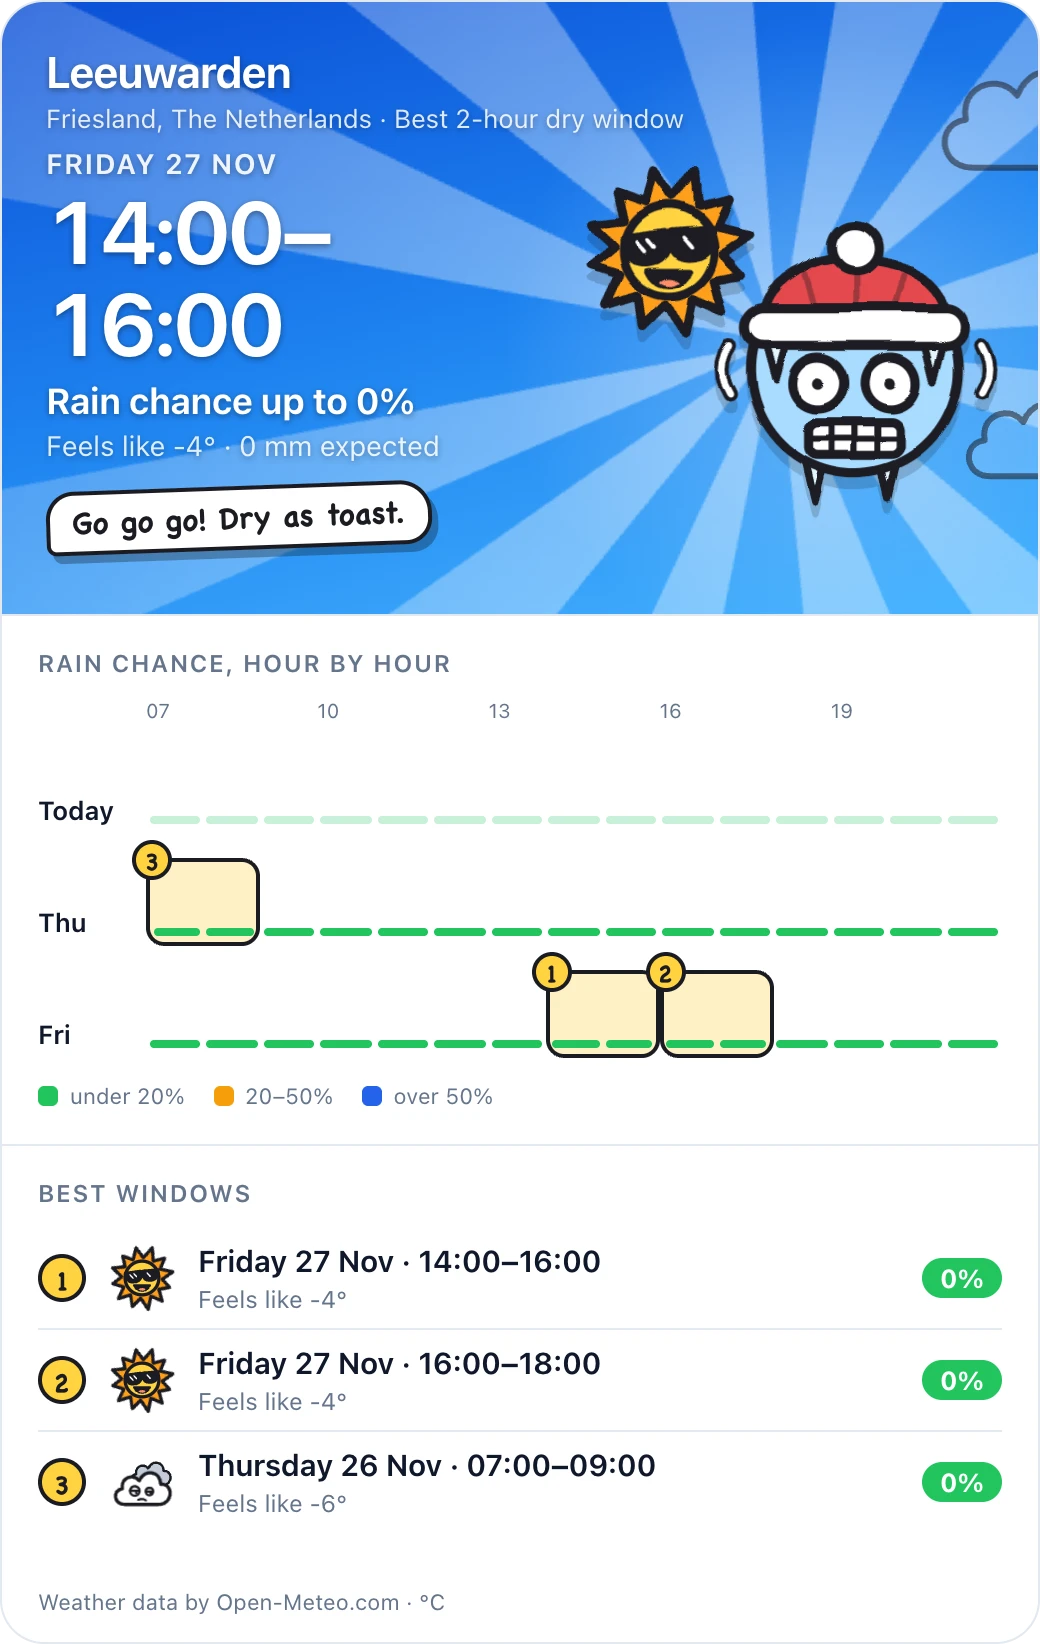 Leeuwarden
Friesland, The Netherlands · Best 2-hour dry window
FRIDAY 27 NOV
14:00–
16:00
Rain chance up to 0%
Feels like -4° · 0 mm expected
Go go go! Dry as toast.
RAIN CHANCE, HOUR BY HOUR
07 10 13 16 19
Today
3
Thu
1 2
Fri
under 20% 20–50% over 50%
BEST WINDOWS
1 Friday 27 Nov · 14:00–16:00 0%
Feels like -4°
2 Friday 27 Nov · 16:00–18:00 0%
Feels like -4°
3 Thursday 26 Nov · 07:00–09:00 0%
Feels like -6°
Weather data by Open-Meteo.com · °C